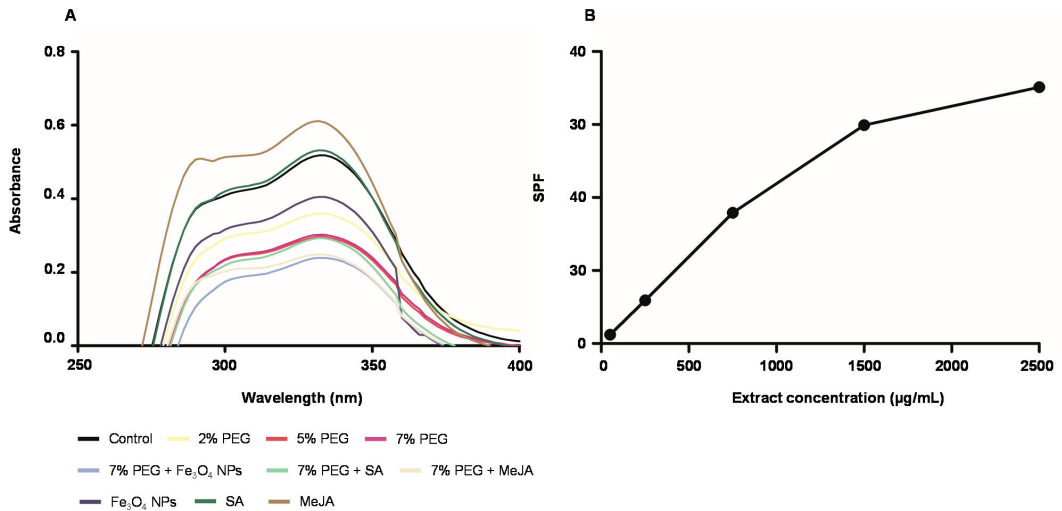 A
B
0.8
0.6
0.4
0.2
0.0
250
300
350
400
Absorbance
Wavelength (nm)
40
30
40
30
0
0
500
1000
1500
2000
2500
SPF
Extract concentration (µg/mL)
Control
2% PEG
5% PEG
7% PEG
7% PEG + Fe₃O₄ NPs
7% PEG + SA
7% PEG + MeJA
Fe₃O₄ NPs
SA
MeJA